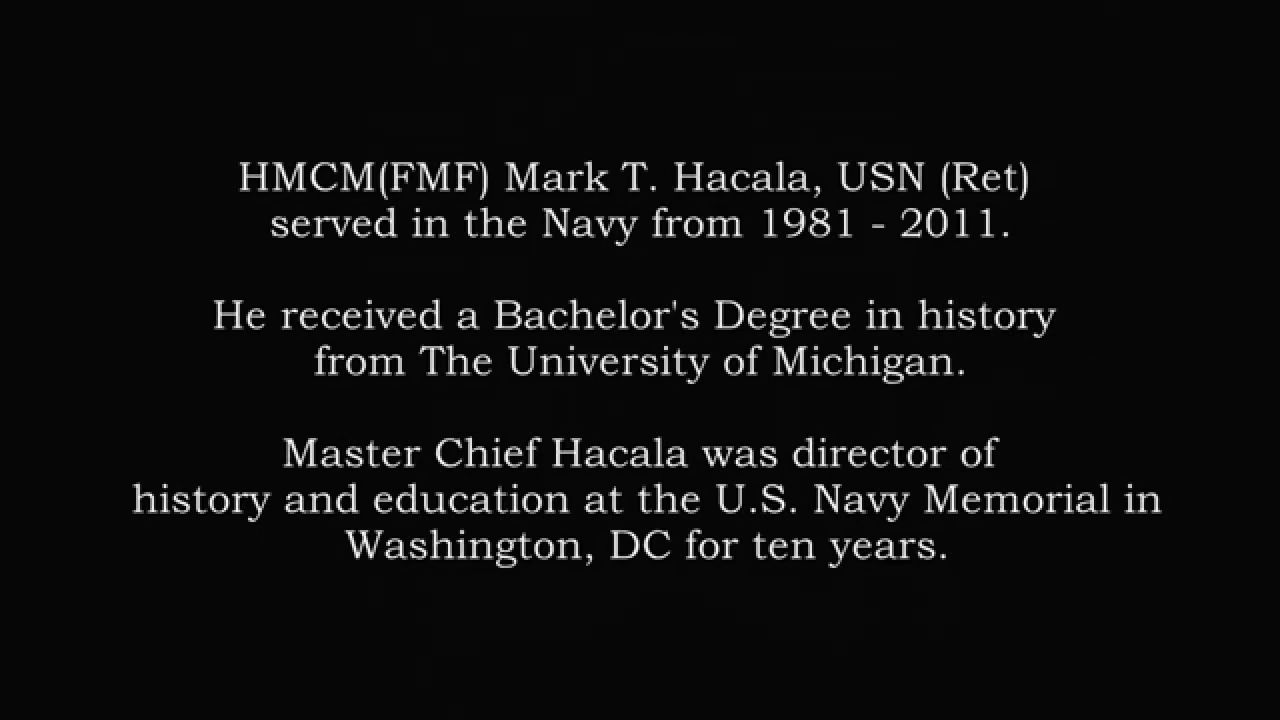 HMCM(FMF) Mark T. Hacala, USN (Ret)
served in the Navy from 1981 - 2011.
He received a Bachelor's Degree in history
from The University of Michigan.
Master Chief Hacala was director of
history and education at the U.S. Navy Memorial in
Washington, DC for ten years.